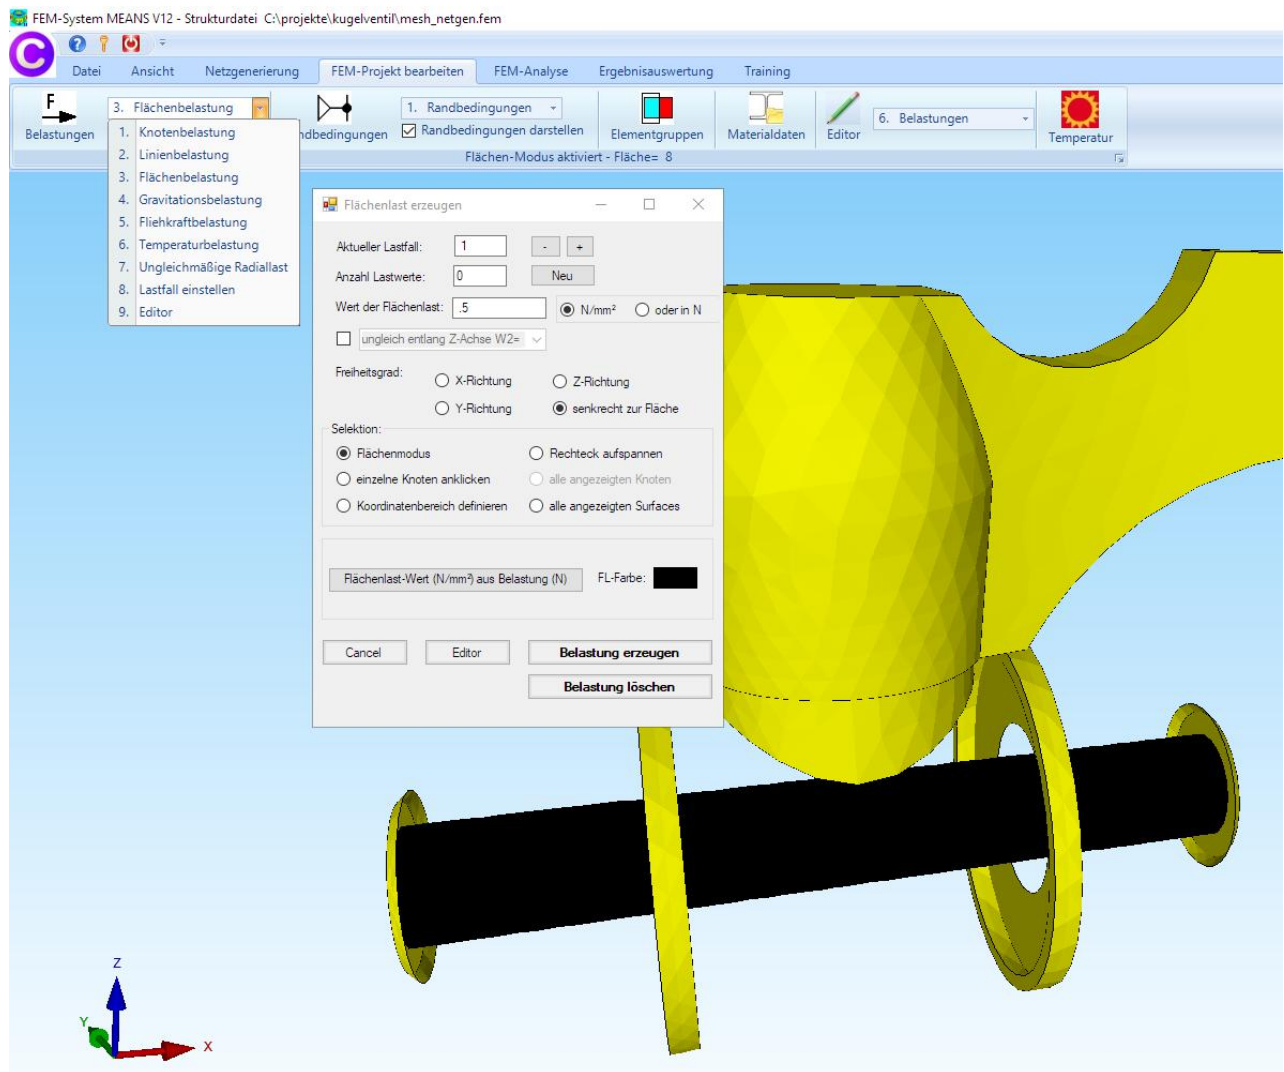 FEM-System MEANS V12 - Strukturdatei C:\projekte\kugelventil\mesh_netgen.fem
Datei Ansicht Netzgenerierung FEM-Projekt bearbeiten FEM-Analyse Ergebnisauswertung Training
F
3. Flächenbelastung
1. Randbedingungen
6. Belastungen
Belastungen
ndbedingungen
Randbedingungen darstellen
Elementgruppen
Materialdaten
Editor
Temperatur
Flächen-Modus aktiviert - Fläche= 8
1. Knotenbelastung
2. Linienbelastung
3. Flächenbelastung
4. Gravitationsbelastung
5. Fliehkraftbelastung
6. Temperaturbelastung
7. Ungleichmäßige Radiallast
8. Lastfall einstellen
9. Editor
Flächenlast erzeugen
Aktueller Lastfall: 1 - +
Anzahl Lastwerte: 0 Neu
Wert der Flächenlast: .5 N/mm² oder in N
ungleich entlang Z-Achse W2=
Freiheitsgrad:
X-Richtung Z-Richtung
Y-Richtung senkrecht zur Fläche
Selektion:
Flächenmodus Rechteck aufspannen
einzelne Knoten anklicken alle angezeigten Knoten
Koordinatenbereich definieren alle angezeigten Surfaces
Flächenlast-Wert (N/mm²) aus Belastung (N) FL-Farbe:
Cancel Editor Belastung erzeugen
Belastung löschen
Z
Y
X